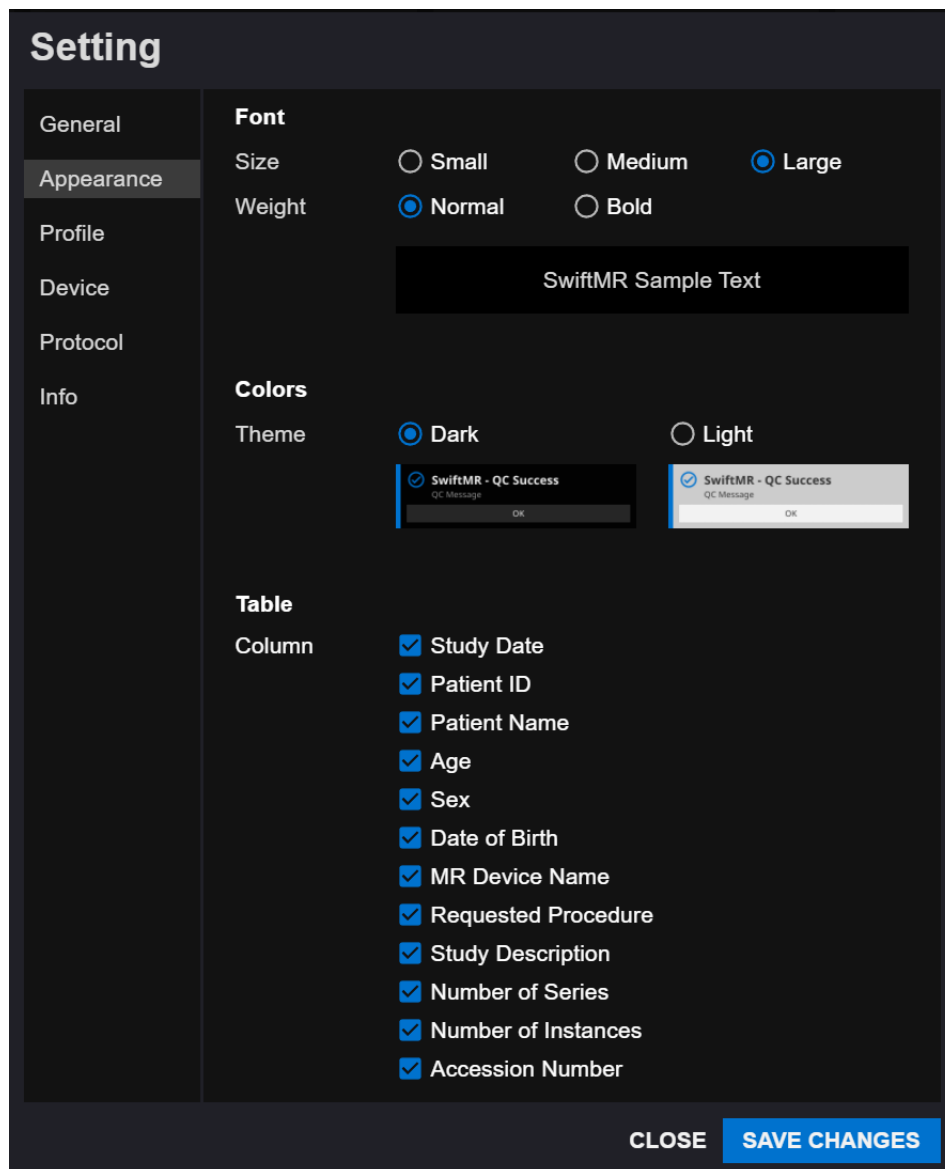 Setting
General
Appearance
Profile
Device
Protocol
Info
Font
Size Small Medium Large
Weight Normal Bold
SwiftMR Sample Text
Colors
Theme Dark Light
SwiftMR - QC Success
QC Message
OK
SwiftMR - QC Success
QC Message
OK
Table
Column Study Date
Patient ID
Patient Name
Age
Sex
Date of Birth
MR Device Name
Requested Procedure
Study Description
Number of Series
Number of Instances
Accession Number
CLOSE SAVE CHANGES